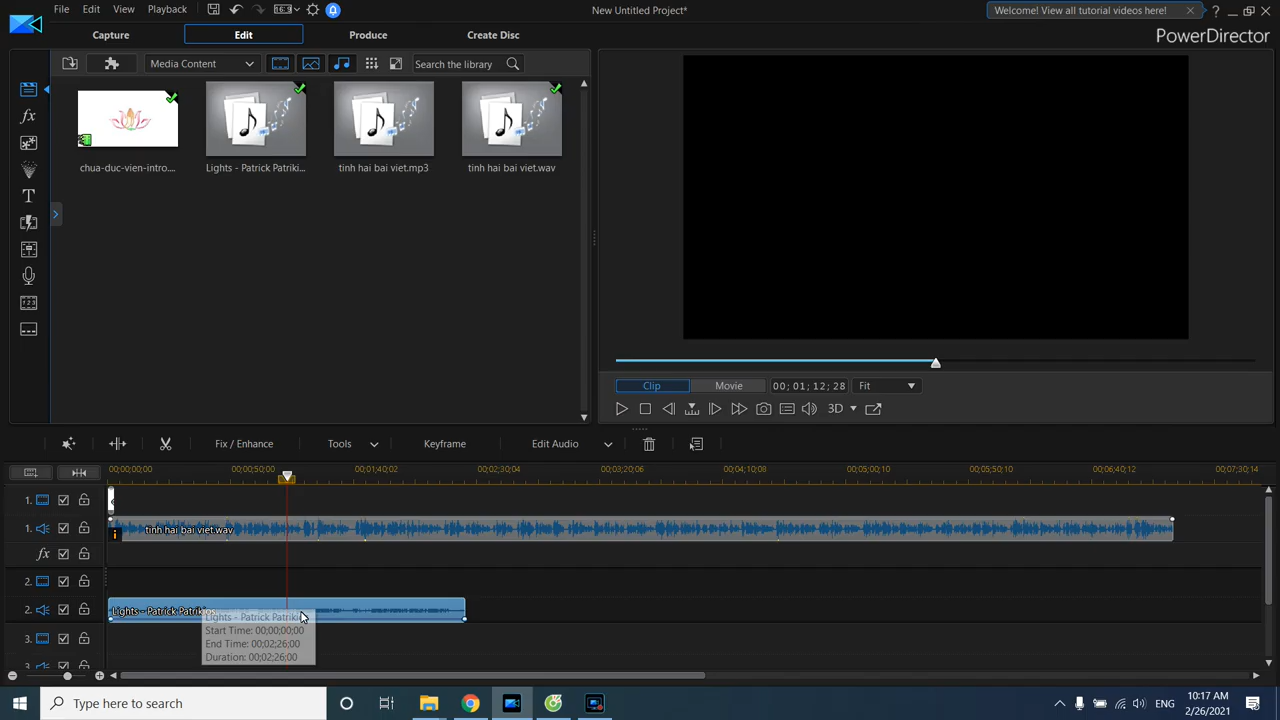 File Edit View Playback
New Untitled Project*
Welcome! View all tutorial videos here!
?
Capture
Edit
Produce
Create Disc
PowerDirector
Media Content
Search the library
chua-duc-vien-intro....
Lights - Patrick Patriki...
tinh hai bai viet.mp3
tinh hai bai viet.wav
fx
T
Clip
Movie
00; 01; 12; 28
Fit
3D
Fix / Enhance
Tools
Keyframe
Edit Audio
00;00;00;00
00;00;50;00
00;01;40;02
00;02;30;04
00;03;20;06
00;04;10;08
00;05;00;10
00;05;50;10
00;06;40;12
00;07;30;14
1.
1.
tinh hai bai viet.wav
fx
2.
2.
Lights - Patrick Patrikios
Lights - Patrick Patriki
Start Time: 00;00;00;00
End Time: 00;02;26;00
Duration: 00;02;26;00
3.
3.
Type here to search
10:17 AM
2/26/2021